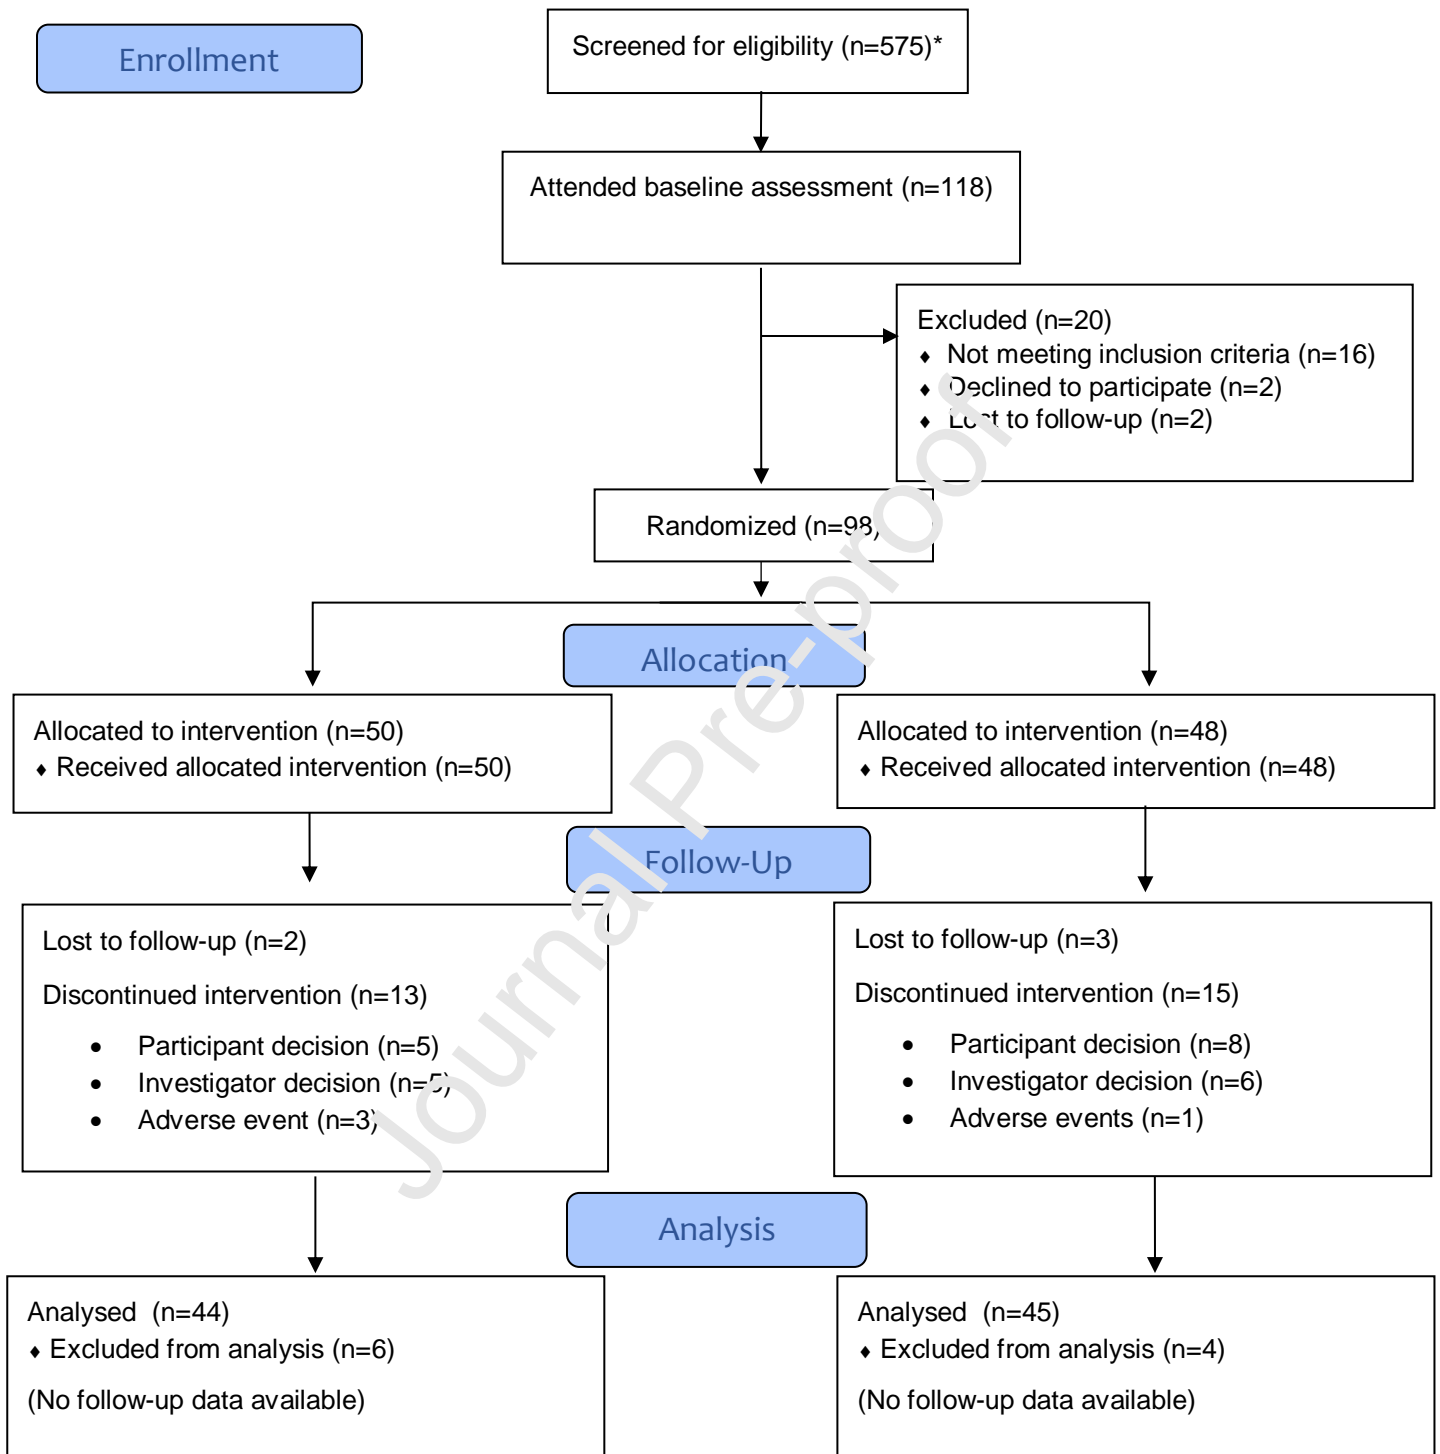 Enrollment
Screened for eligibility (n=575)*
Attended baseline assessment (n=118)
Excluded (n=20)
♦ Not meeting inclusion criteria (n=16)
♦ Declined to participate (n=2)
♦ Lost to follow-up (n=2)
Randomized (n=98)
Allocation
Allocated to intervention (n=50)
♦ Received allocated intervention (n=50)
Allocated to intervention (n=48)
♦ Received allocated intervention (n=48)
Follow-Up
Lost to follow-up (n=2)
Discontinued intervention (n=13)
• Participant decision (n=5)
• Investigator decision (n=5)
• Adverse event (n=3)
Lost to follow-up (n=3)
Discontinued intervention (n=15)
• Participant decision (n=8)
• Investigator decision (n=6)
• Adverse events (n=1)
Analysis
Analysed (n=44)
♦ Excluded from analysis (n=6)
(No follow-up data available)
Analysed (n=45)
♦ Excluded from analysis (n=4)
(No follow-up data available)
Journal Pre-proof